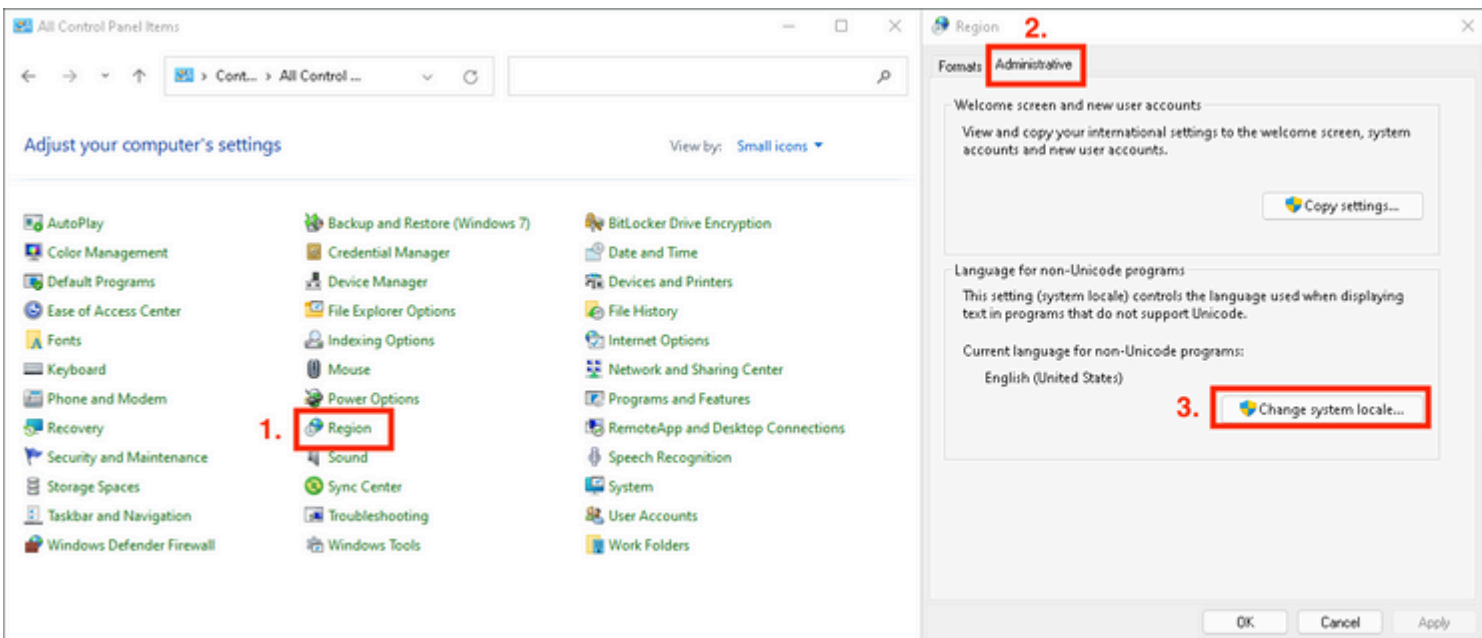 All Control Panel Items
Cont... > All Control ...
Adjust your computer's settings
View by: Small icons
AutoPlay
Backup and Restore (Windows 7)
BitLocker Drive Encryption
Color Management
Credential Manager
Date and Time
Default Programs
Device Manager
Devices and Printers
Ease of Access Center
File Explorer Options
File History
Fonts
Indexing Options
Internet Options
Keyboard
Mouse
Network and Sharing Center
Phone and Modem
Power Options
Programs and Features
Recovery
1.
Region
RemoteApp and Desktop Connections
Security and Maintenance
Sound
Speech Recognition
Storage Spaces
Sync Center
System
Taskbar and Navigation
Troubleshooting
User Accounts
Windows Defender Firewall
Windows Tools
Work Folders
Region
2.
Formats
Administrative
Welcome screen and new user accounts
View and copy your international settings to the welcome screen, system
accounts and new user accounts.
Copy settings...
Language for non-Unicode programs
This setting (system locale) controls the language used when displaying
text in programs that do not support Unicode.
Current language for non-Unicode programs:
English (United States)
3.
Change system locale...
OK
Cancel
Apply